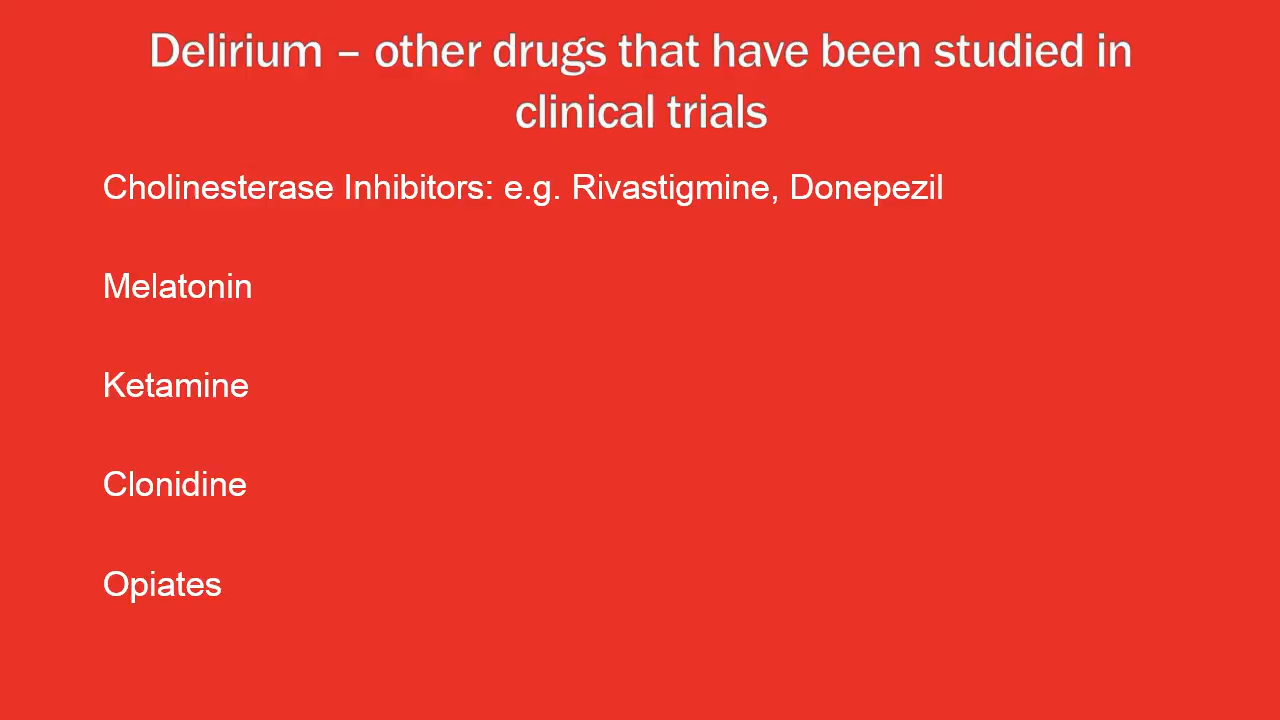 Delirium – other drugs that have been studied in
clinical trials
Cholinesterase Inhibitors: e.g. Rivastigmine, Donepezil
Melatonin
Ketamine
Clonidine
Opiates